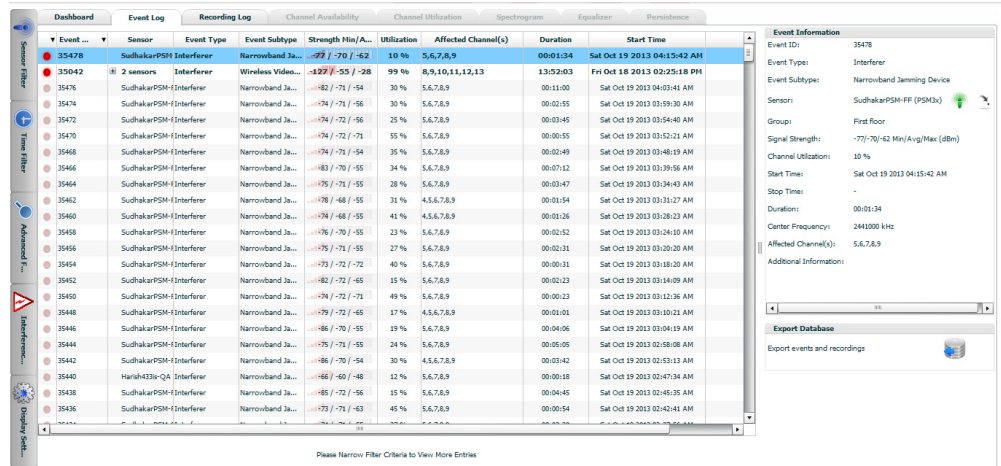 Dashboard Event Log Recording Log Channel Availability Channel Utilization Spectrogram Equalizer Persistence
Sensor Filter
Time Filter
Advanced F...
Interferenc...
Display Sett...
Event ... Sensor Event Type Event Subtype Strength Min/A... Utilization Affected Channel(s) Duration Start Time
35478 SudhakarPSM Interferer Narrowband Ja... -77 / -70 / -62 10 % 5,6,7,8,9 00:01:34 Sat Oct 19 2013 04:15:42 AM
35042 2 sensors Interferer Wireless Video... -127 / -55 / -28 99 % 8,9,10,11,12,13 13:52:03 Fri Oct 18 2013 02:25:18 PM
35476 SudhakarPSM-F Interferer Narrowband Ja... -82 / -71 / -54 30 % 5,6,7,8,9 00:11:00 Sat Oct 19 2013 04:03:41 AM
35474 SudhakarPSM-F Interferer Narrowband Ja... -74 / -71 / -56 30 % 5,6,7,8,9 00:02:55 Sat Oct 19 2013 03:59:30 AM
35472 SudhakarPSM-F Interferer Narrowband Ja... -74 / -72 / -56 25 % 5,6,7,8,9 00:03:45 Sat Oct 19 2013 03:54:40 AM
35470 SudhakarPSM-F Interferer Narrowband Ja... -74 / -72 / -71 55 % 5,6,7,8,9 00:00:55 Sat Oct 19 2013 03:52:21 AM
35468 SudhakarPSM-F Interferer Narrowband Ja... -74 / -71 / -54 35 % 5,6,7,8,9 00:02:49 Sat Oct 19 2013 03:48:19 AM
35466 SudhakarPSM-F Interferer Narrowband Ja... -83 / -70 / -55 34 % 5,6,7,8,9 00:07:12 Sat Oct 19 2013 03:39:56 AM
35464 SudhakarPSM-F Interferer Narrowband Ja... -75 / -71 / -55 28 % 5,6,7,8,9 00:03:47 Sat Oct 19 2013 03:34:43 AM
35462 SudhakarPSM-F Interferer Narrowband Ja... -78 / -68 / -55 31 % 4,5,6,7,8,9 00:01:54 Sat Oct 19 2013 03:31:27 AM
35460 SudhakarPSM-F Interferer Narrowband Ja... -74 / -68 / -55 41 % 4,5,6,7,8,9 00:01:26 Sat Oct 19 2013 03:28:23 AM
35458 SudhakarPSM-F Interferer Narrowband Ja... -76 / -70 / -55 23 % 5,6,7,8,9 00:02:52 Sat Oct 19 2013 03:24:10 AM
35456 SudhakarPSM-F Interferer Narrowband Ja... -75 / -71 / -55 27 % 5,6,7,8,9 00:02:31 Sat Oct 19 2013 03:20:20 AM
35454 SudhakarPSM-F Interferer Narrowband Ja... -73 / -72 / -72 40 % 5,6,7,8,9 00:00:31 Sat Oct 19 2013 03:18:20 AM
35452 SudhakarPSM-F Interferer Narrowband Ja... -82 / -72 / -65 15 % 5,6,7,8,9 00:02:23 Sat Oct 19 2013 03:14:09 AM
35450 SudhakarPSM-F Interferer Narrowband Ja... -74 / -72 / -71 49 % 5,6,7,8,9 00:00:23 Sat Oct 19 2013 03:12:36 AM
35448 SudhakarPSM-F Interferer Narrowband Ja... -79 / -72 / -65 17 % 4,5,6,7,8,9 00:01:01 Sat Oct 19 2013 03:10:21 AM
35446 SudhakarPSM-F Interferer Narrowband Ja... -86 / -70 / -55 19 % 5,6,7,8,9 00:04:06 Sat Oct 19 2013 03:04:19 AM
35444 SudhakarPSM-F Interferer Narrowband Ja... -75 / -71 / -55 24 % 5,6,7,8,9 00:05:05 Sat Oct 19 2013 02:58:08 AM
35442 SudhakarPSM-F Interferer Narrowband Ja... -86 / -70 / -54 30 % 4,5,6,7,8,9 00:03:42 Sat Oct 19 2013 02:53:13 AM
35440 Harish433is-QA Interferer Narrowband Ja... -66 / -60 / -48 12 % 5,6,7,8,9 00:00:18 Sat Oct 19 2013 02:47:34 AM
35438 SudhakarPSM-F Interferer Narrowband Ja... -85 / -72 / -56 15 % 5,6,7,8,9 00:04:45 Sat Oct 19 2013 02:45:35 AM
35436 SudhakarPSM-F Interferer Narrowband Ja... -73 / -71 / -63 45 % 5,6,7,8,9 00:00:54 Sat Oct 19 2013 02:42:41 AM
Please Narrow Filter Criteria to View More Entries
Event Information
Event ID: 35478
Event Type: Interferer
Event Subtype: Narrowband Jamming Device
Sensor: SudhakarPSM-FF (PSM3x)
Group: First floor
Signal Strength: -77/-70/-62 Min/Avg/Max (dBm)
Channel Utilization: 10 %
Start Time: Sat Oct 19 2013 04:15:42 AM
Stop Time: -
Duration: 00:01:34
Center Frequency: 2441000 kHz
Affected Channel(s): 5,6,7,8,9
Additional Information:
Export Database
Export events and recordings